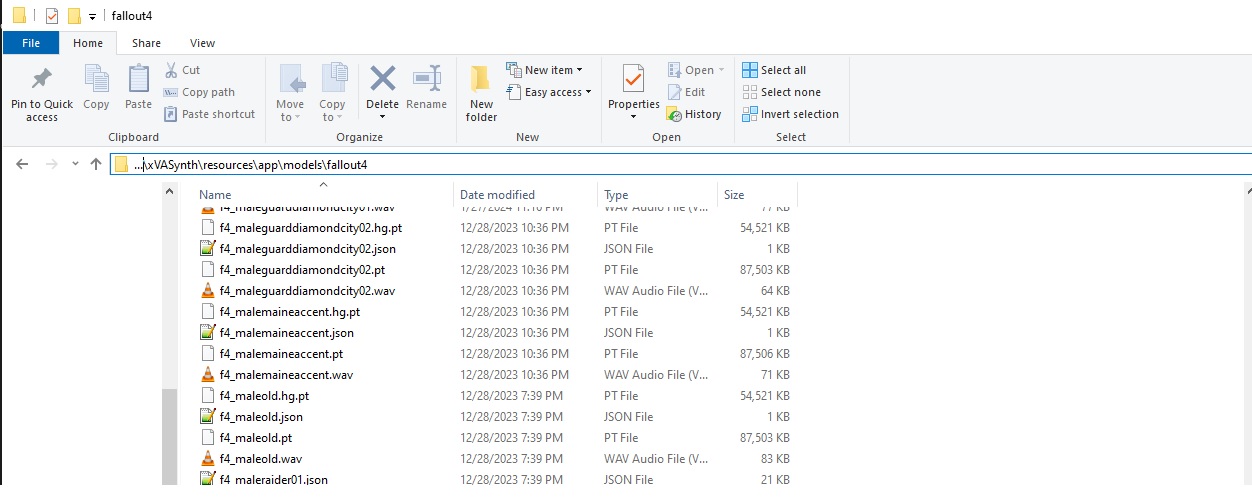 fallout4
File Home Share View
Pin to Quick access
Copy
Paste
Cut
Copy path
Paste shortcut
Clipboard
Move to
Copy to
Delete
Rename
Organize
New folder
New item
Easy access
New
Properties
Open
Edit
History
Open
Select all
Select none
Invert selection
Select
...\xVASynth\resources\app\models\fallout4
Name Date modified Type Size
f4_maleguarddiamondcity01.wav 1/27/2024 11:16 PM WAV Audio File (V... 77 KB
f4_maleguarddiamondcity02.hg.pt 12/28/2023 10:36 PM PT File 54,521 KB
f4_maleguarddiamondcity02.json 12/28/2023 10:36 PM JSON File 1 KB
f4_maleguarddiamondcity02.pt 12/28/2023 10:36 PM PT File 87,503 KB
f4_maleguarddiamondcity02.wav 12/28/2023 10:36 PM WAV Audio File (V... 64 KB
f4_malemaineaccent.hg.pt 12/28/2023 10:36 PM PT File 54,521 KB
f4_malemaineaccent.json 12/28/2023 10:36 PM JSON File 1 KB
f4_malemaineaccent.pt 12/28/2023 10:36 PM PT File 87,506 KB
f4_malemaineaccent.wav 12/28/2023 10:36 PM WAV Audio File (V... 71 KB
f4_maleold.hg.pt 12/28/2023 7:39 PM PT File 54,521 KB
f4_maleold.json 12/28/2023 7:39 PM JSON File 1 KB
f4_maleold.pt 12/28/2023 7:39 PM PT File 87,503 KB
f4_maleold.wav 12/28/2023 7:39 PM WAV Audio File (V... 83 KB
f4_maleraider01.json 12/28/2023 7:39 PM JSON File 21 KB